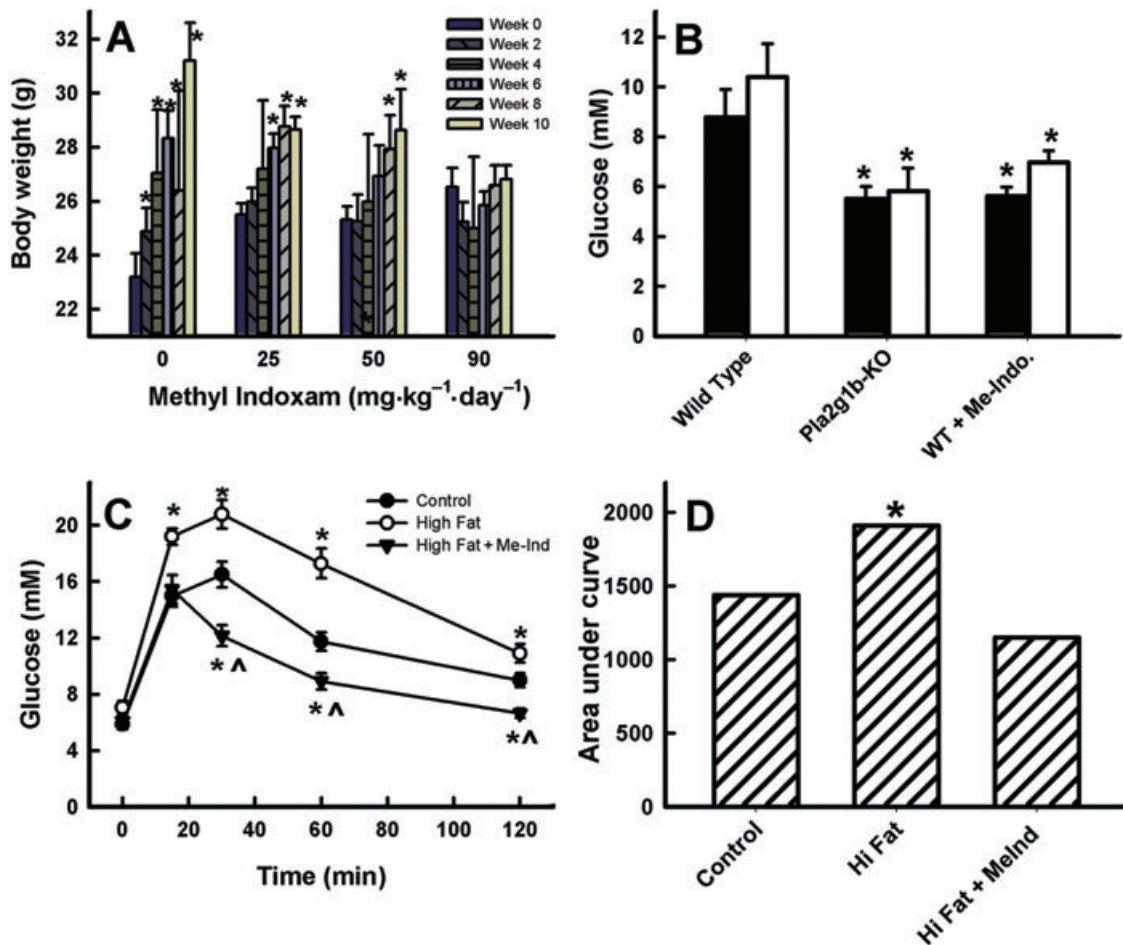 A
Body weight (g)
32
30
28
26
24
22
* * * * * *
* * *
* *
*
Week 0
Week 2
Week 4
Week 6
Week 8
Week 10
0 25 50 90
Methyl Indoxam (mg·kg⁻¹·day⁻¹)
B
Glucose (mM)
12
10
8
6
4
2
0
* * * *
Wild Type
Pla2g1b-KO
WT + Me-Indo.
C
Glucose (mM)
20
16
12
8
4
0
* * * *
*^ *^ *^
Control
High Fat
High Fat + Me-Ind
0 20 40 60 80 100 120
Time (min)
D
Area under curve
2000
1500
1000
500
0
*
Control
Hi Fat
Hi Fat + MeInd